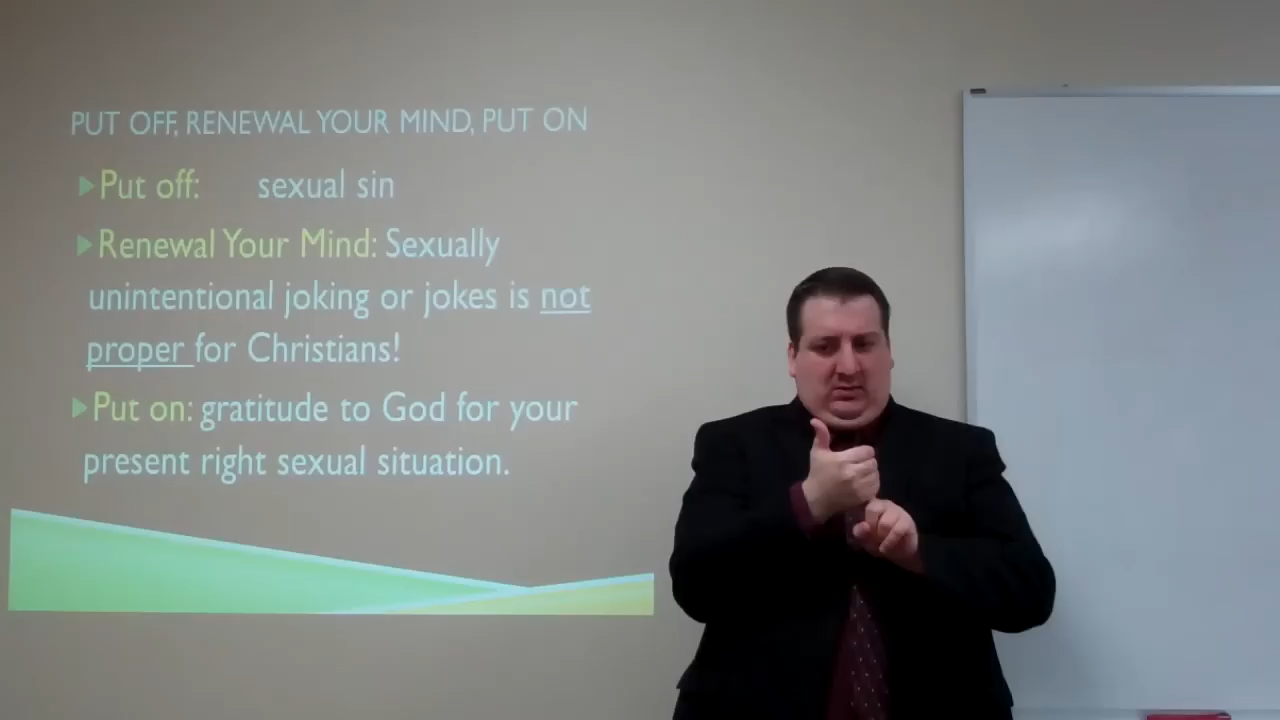 PUT OFF, RENEWAL YOUR MIND, PUT ON
Put off: sexual sin
Renewal Your Mind: Sexually
unintentional joking or jokes is not
proper for Christians!
Put on: gratitude to God for your
present right sexual situation.